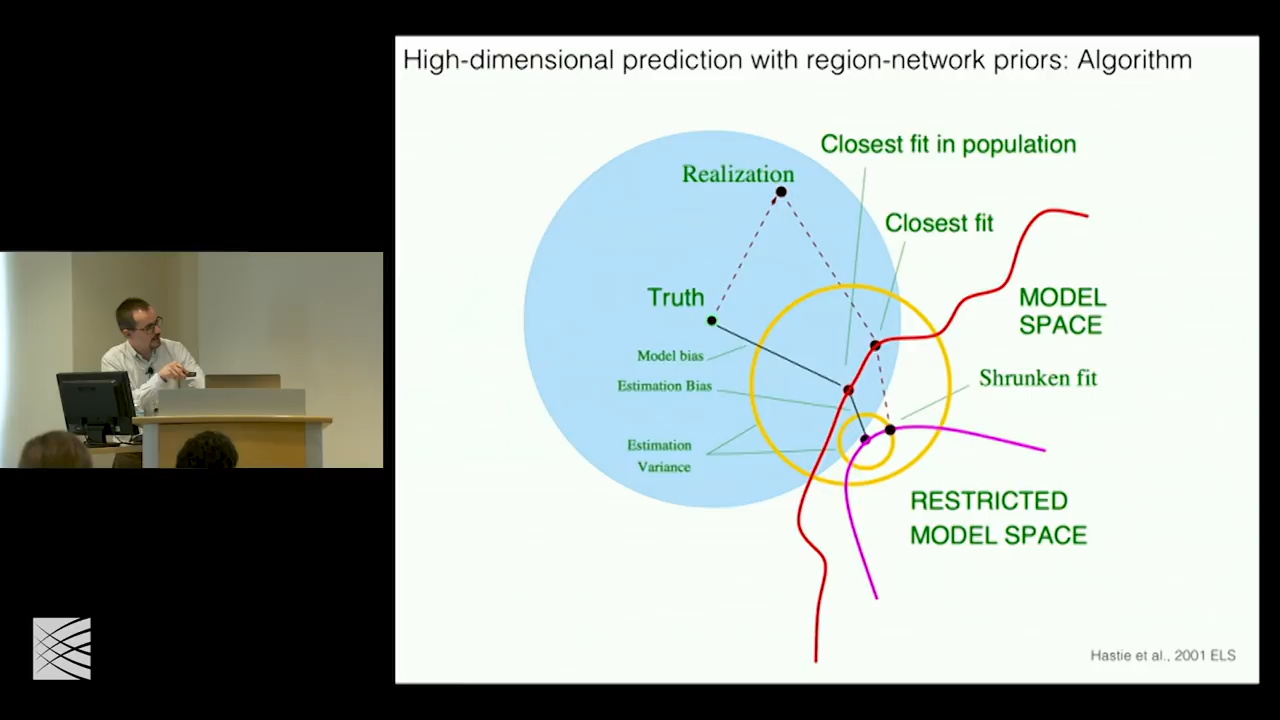 High-dimensional prediction with region-network priors: Algorithm
Closest fit in population
Realization
Closest fit
Truth
MODEL
SPACE
Model bias
Shrunken fit
Estimation Bias
Estimation
Variance
RESTRICTED
MODEL SPACE
Hastie et al., 2001 ELS